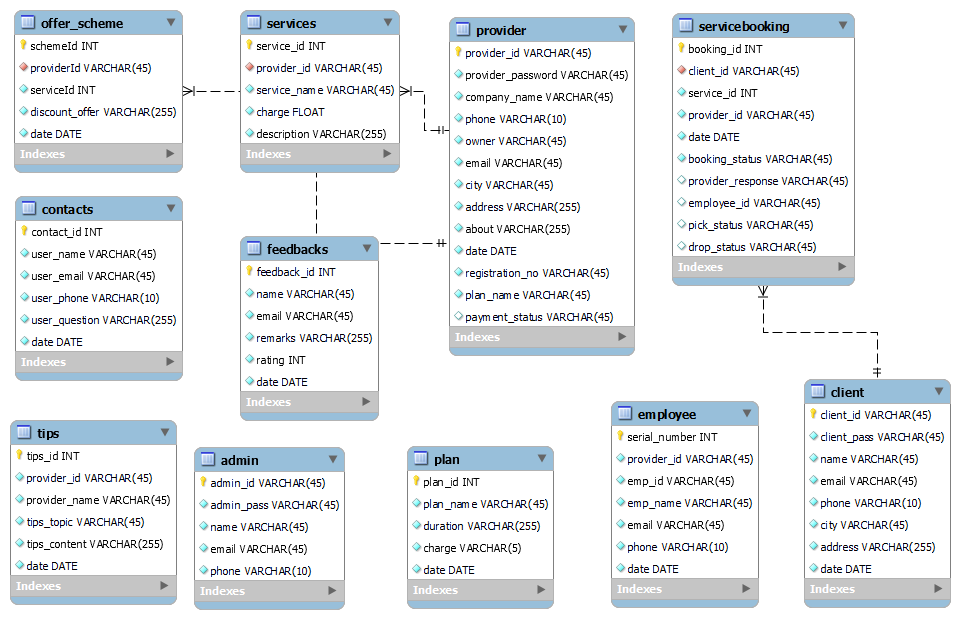 offer_scheme
schemeId INT
providerId VARCHAR(45)
serviceId INT
discount_offer VARCHAR(255)
date DATE
Indexes
services
service_id INT
provider_id VARCHAR(45)
service_name VARCHAR(45)
charge FLOAT
description VARCHAR(255)
Indexes
provider
provider_id VARCHAR(45)
provider_password VARCHAR(45)
company_name VARCHAR(45)
phone VARCHAR(10)
owner VARCHAR(45)
email VARCHAR(45)
city VARCHAR(45)
address VARCHAR(255)
about VARCHAR(255)
date DATE
registration_no VARCHAR(45)
plan_name VARCHAR(45)
payment_status VARCHAR(45)
Indexes
servicebooking
booking_id INT
client_id VARCHAR(45)
service_id INT
provider_id VARCHAR(45)
date DATE
booking_status VARCHAR(45)
provider_response VARCHAR(45)
employee_id VARCHAR(45)
pick_status VARCHAR(45)
drop_status VARCHAR(45)
Indexes
contacts
contact_id INT
user_name VARCHAR(45)
user_email VARCHAR(45)
user_phone VARCHAR(10)
user_question VARCHAR(255)
date DATE
Indexes
feedbacks
feedback_id INT
name VARCHAR(45)
email VARCHAR(45)
remarks VARCHAR(255)
rating INT
date DATE
Indexes
tips
tips_id INT
provider_id VARCHAR(45)
provider_name VARCHAR(45)
tips_topic VARCHAR(45)
tips_content VARCHAR(255)
date DATE
Indexes
admin
admin_id VARCHAR(45)
admin_pass VARCHAR(45)
name VARCHAR(45)
email VARCHAR(45)
phone VARCHAR(10)
Indexes
plan
plan_id INT
plan_name VARCHAR(45)
duration VARCHAR(255)
charge VARCHAR(5)
date DATE
Indexes
employee
serial_number INT
provider_id VARCHAR(45)
emp_id VARCHAR(45)
emp_name VARCHAR(45)
email VARCHAR(45)
phone VARCHAR(10)
date DATE
Indexes
client
client_id VARCHAR(45)
client_pass VARCHAR(45)
name VARCHAR(45)
email VARCHAR(45)
phone VARCHAR(10)
city VARCHAR(45)
address VARCHAR(255)
date DATE
Indexes